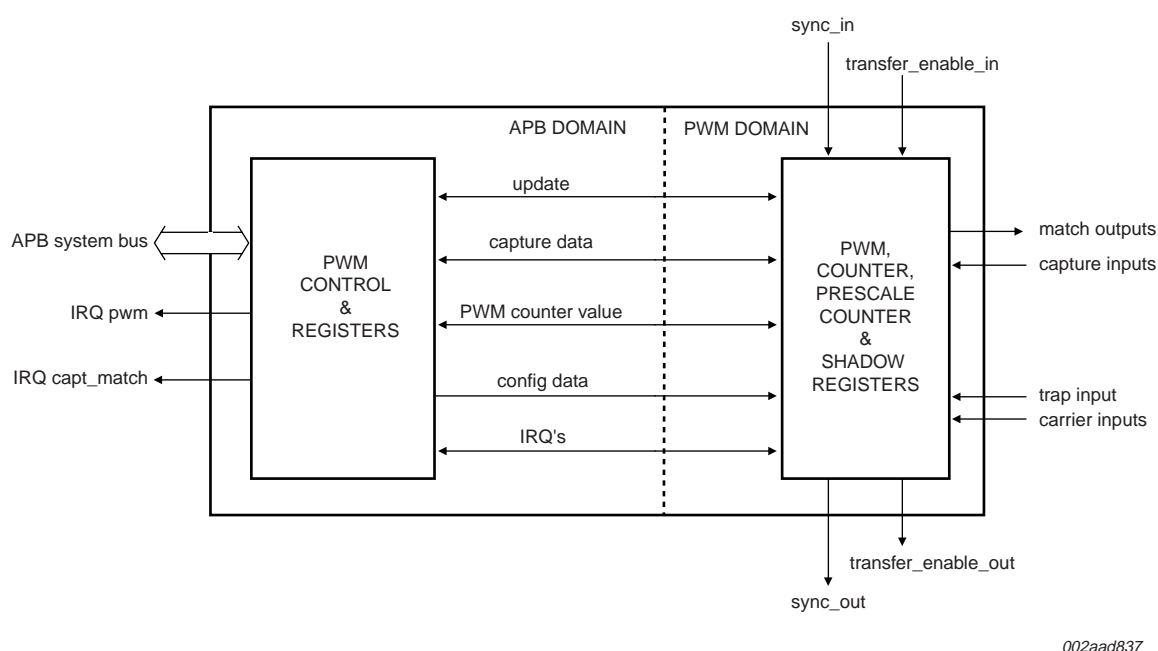 sync_in
transfer_enable_in
APB DOMAIN
PWM DOMAIN
update
capture data
PWM counter value
config data
IRQ's
APB system bus
IRQ pwm
IRQ capt_match
PWM
CONTROL
&
REGISTERS
PWM,
COUNTER,
PRESCALE
COUNTER
&
SHADOW
REGISTERS
match outputs
capture inputs
trap input
carrier inputs
transfer_enable_out
sync_out
002aad837